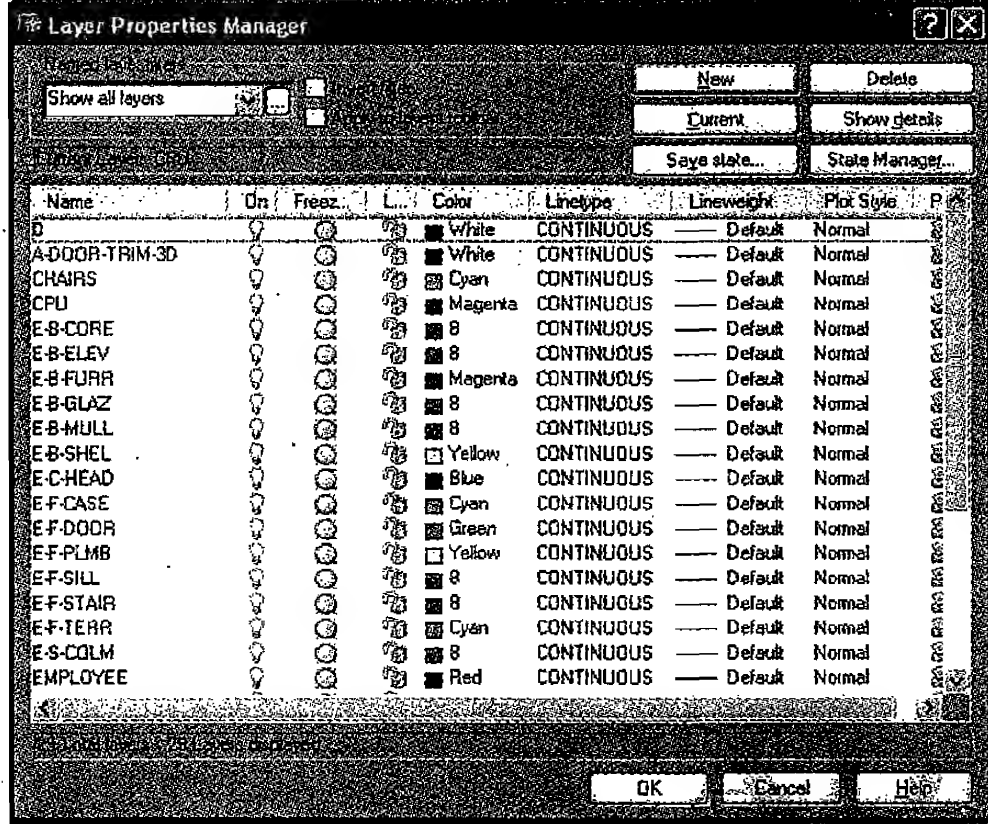 Layer Properties Manager
Show all layers ...
New Delete
Current Show details
Save state... State Manager...
Name On Freez... L... Color Linetype Lineweight Plot Style P
0 White CONTINUOUS Default Normal
A-DOOR-TRIM-3D White CONTINUOUS Default Normal
CHAIRS Cyan CONTINUOUS Default Normal
CPU Magenta CONTINUOUS Default Normal
E-B-CORE 8 CONTINUOUS Default Normal
E-B-ELEV 8 CONTINUOUS Default Normal
E-B-FURR Magenta CONTINUOUS Default Normal
E-B-GLAZ 8 CONTINUOUS Default Normal
E-B-MULL 8 CONTINUOUS Default Normal
E-B-SHEL Yellow CONTINUOUS Default Normal
E-C-HEAD Blue CONTINUOUS Default Normal
E-F-CASE Cyan CONTINUOUS Default Normal
E-F-DOOR Green CONTINUOUS Default Normal
E-F-PLMB Yellow CONTINUOUS Default Normal
E-F-SILL 8 CONTINUOUS Default Normal
E-F-STAIR 8 CONTINUOUS Default Normal
E-F-TERR Cyan CONTINUOUS Default Normal
E-S-COLM 8 CONTINUOUS Default Normal
EMPLOYEE Red CONTINUOUS Default Normal
OK Cancel Help